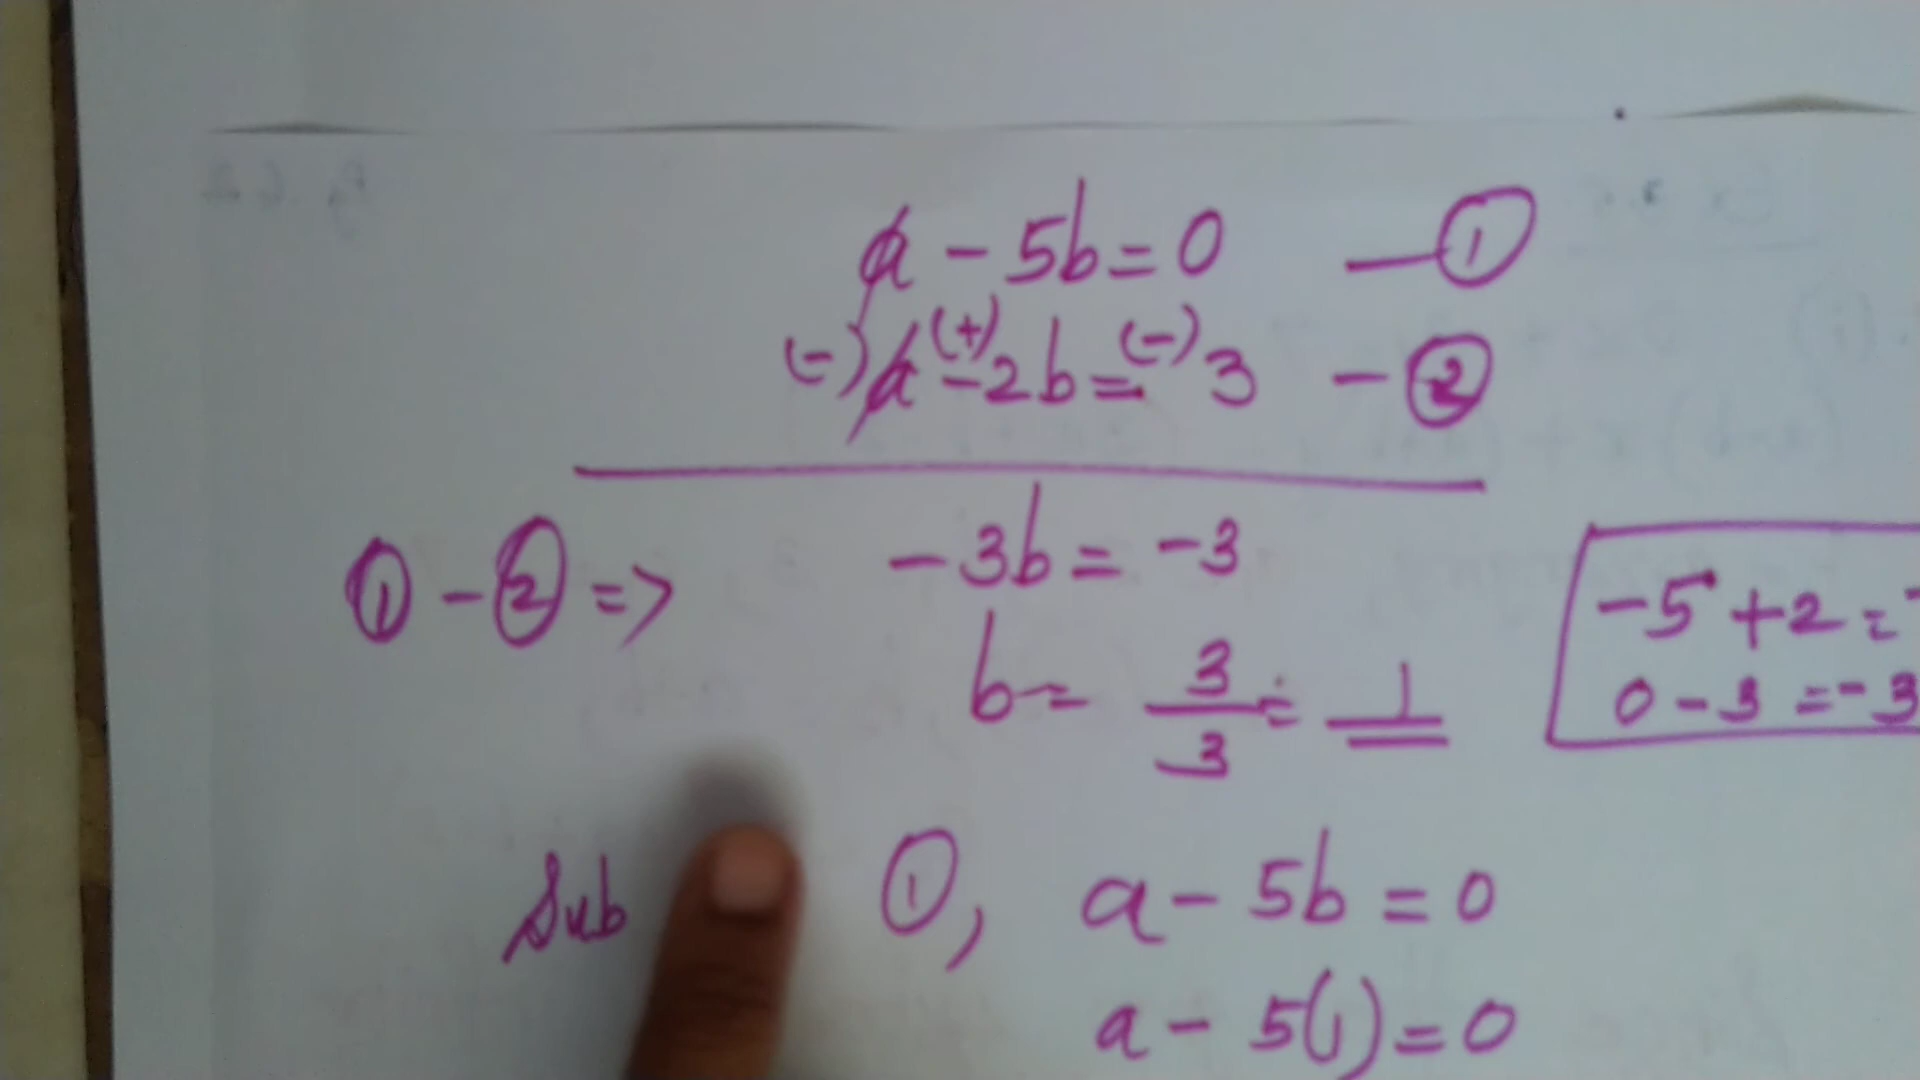 a - 5b = 0 — ①
(-) a (+) - 2b = (-) 3 - ②
① - ② => -3b = -3
b = 3/3 = 1
-5 + 2 = -
0 - 3 = -3
Sub ①, a - 5b = 0
a - 5(1) = 0